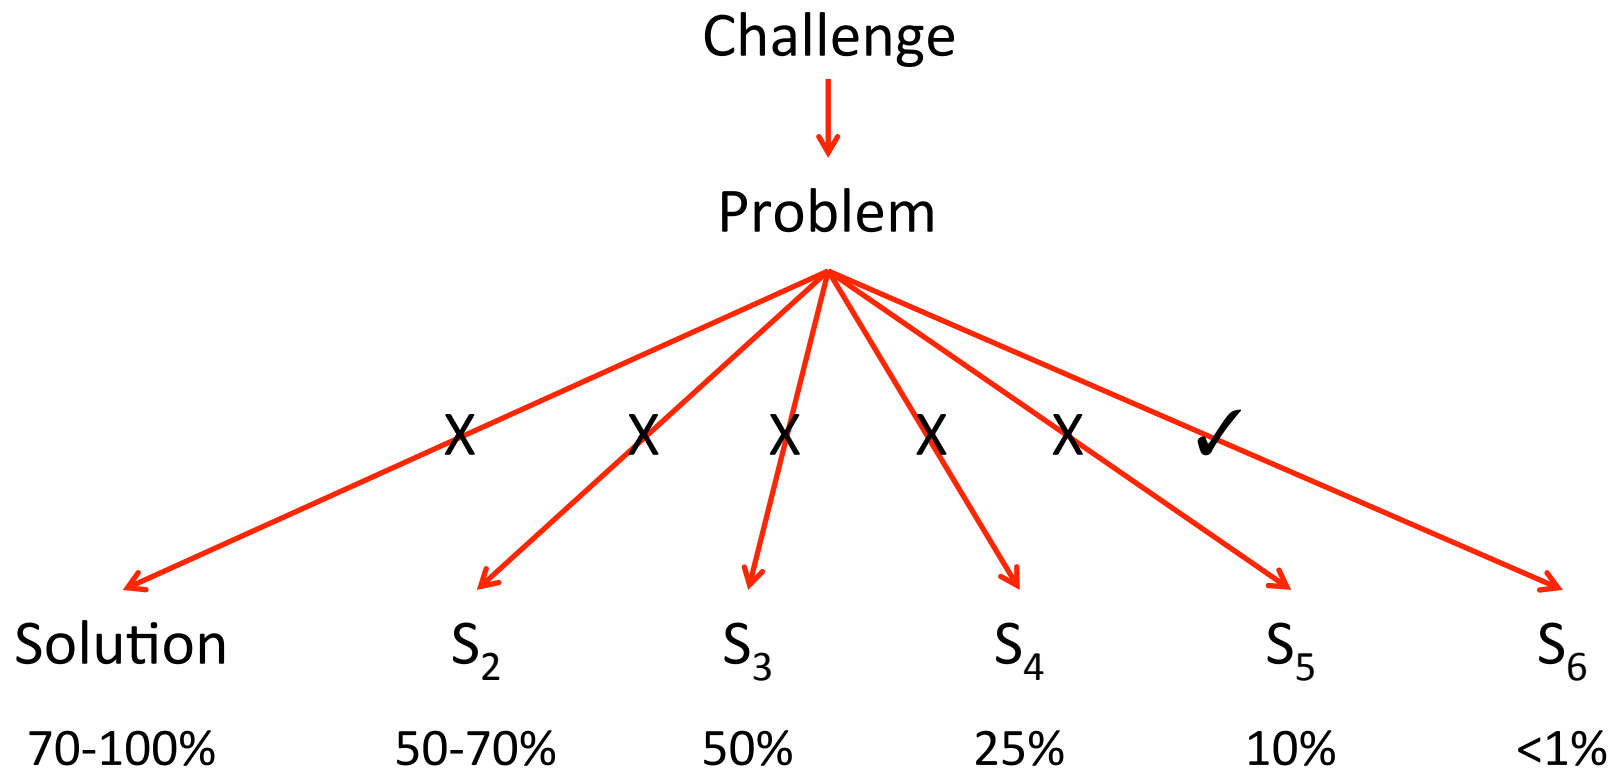 Challenge
Problem
X X X X X ✓
Solution S₂ S₃ S₄ S₅ S₆
70-100% 50-70% 50% 25% 10% <1%